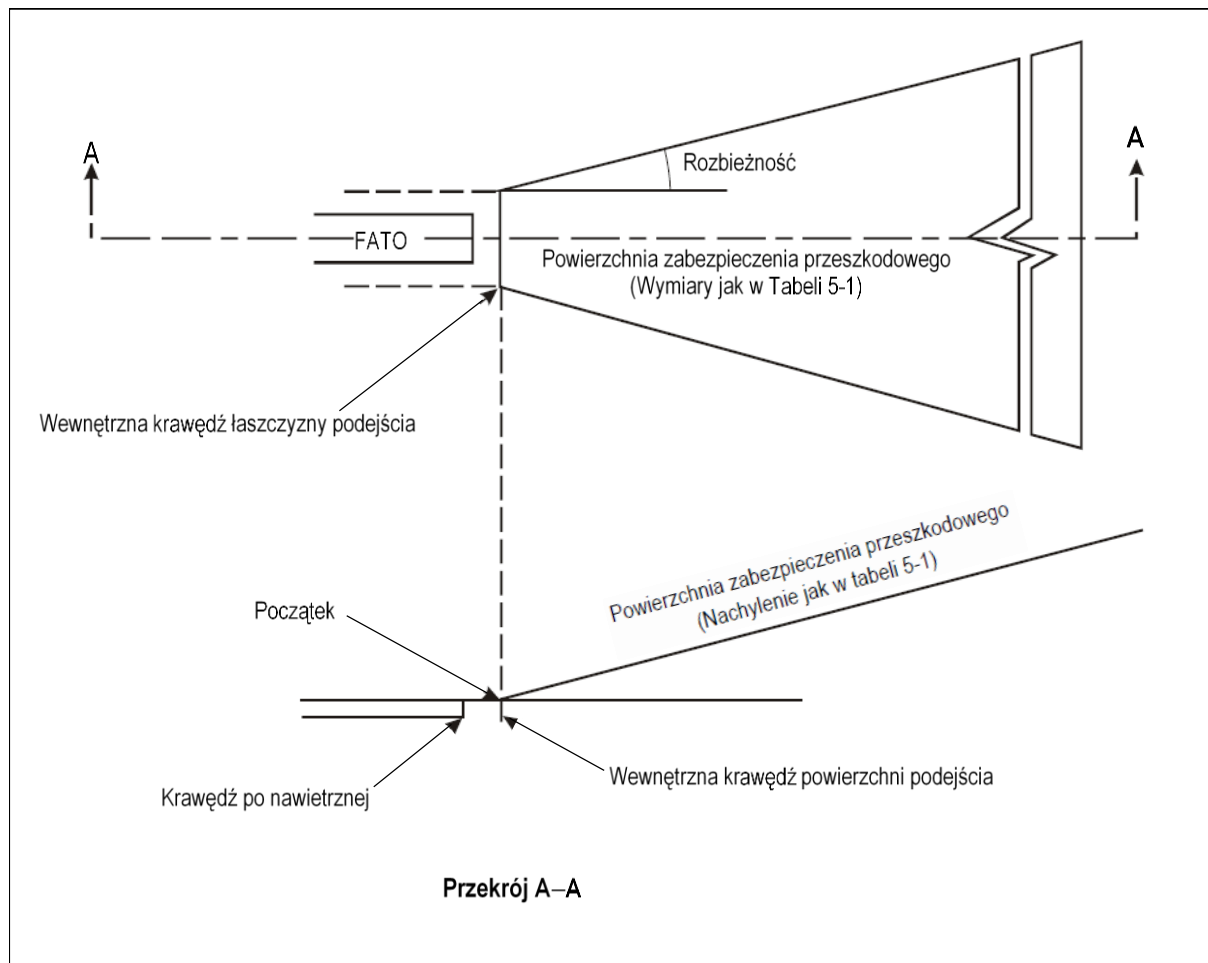 A
A
Rozbieżność
FATO
Powierzchnia zabezpieczenia przeszkodowego
(Wymiary jak w Tabeli 5-1)
Wewnętrzna krawędź łaszczyzny podejścia
Powierzchnia zabezpieczenia przeszkodowego
(Nachylenie jak w tabeli 5-1)
Początek
Wewnętrzna krawędź powierzchni podejścia
Krawędź po nawietrznej
Przekrój A–A